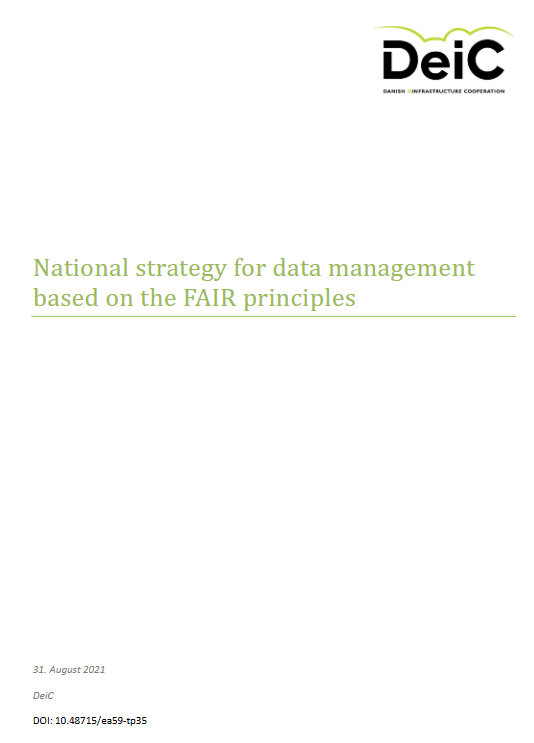 DeiC
DANISH eINFRASTRUCTURE COOPERATION
National strategy for data management
based on the FAIR principles
31. August 2021
DeiC
DOI: 10.48715/ea59-tp35